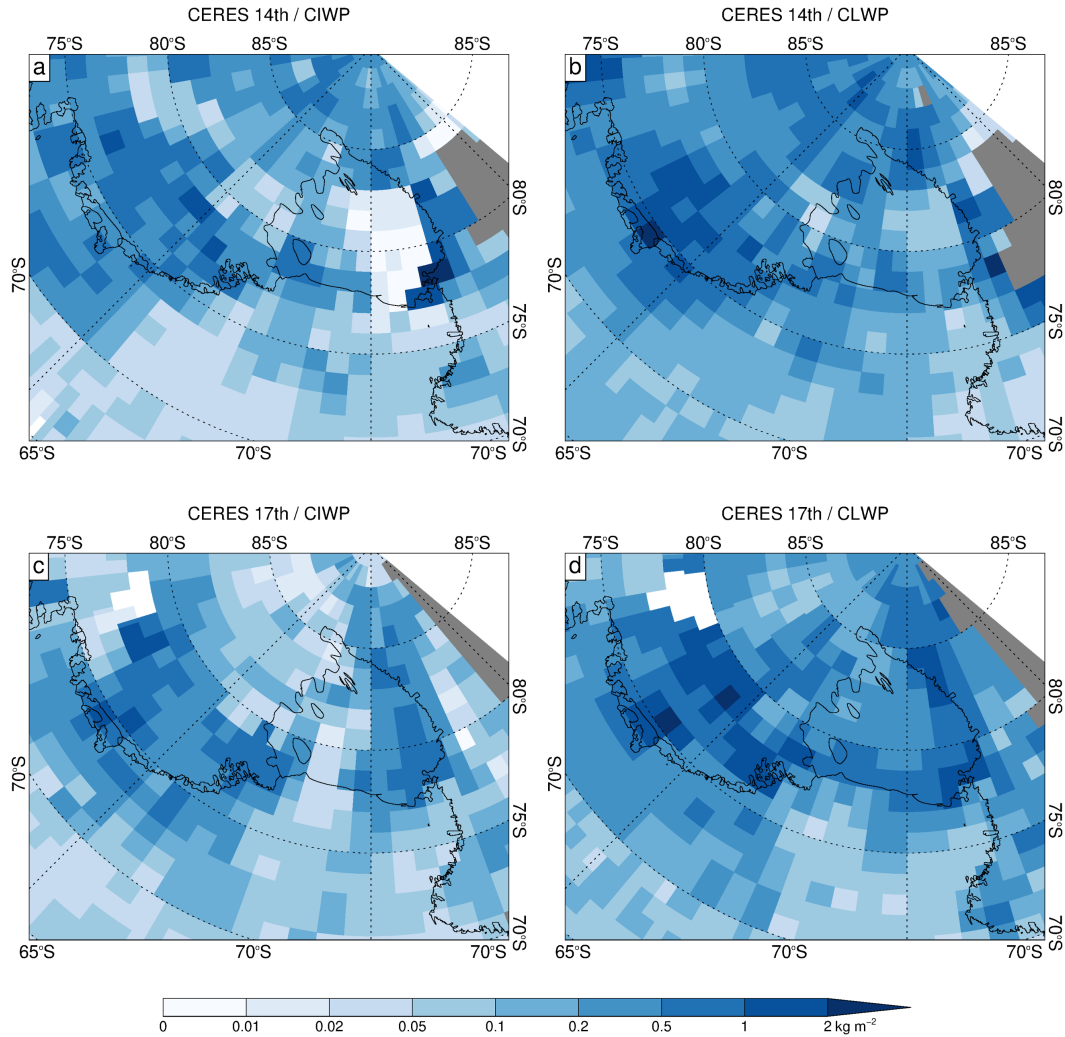 CERES 14th / CIWP
CERES 14th / CLWP
75°S 80°S 85°S 85°S
75°S 80°S 85°S 85°S
a
b
80°S
80°S
70°S
70°S
75°S
75°S
70°S
70°S
65°S 70°S 70°S
65°S 70°S 70°S
CERES 17th / CIWP
CERES 17th / CLWP
75°S 80°S 85°S 85°S
75°S 80°S 85°S 85°S
c
d
80°S
80°S
70°S
70°S
75°S
75°S
70°S
70°S
65°S 70°S 70°S
65°S 70°S 70°S
0 0.01 0.02 0.05 0.1 0.2 0.5 1 2 kg m⁻²